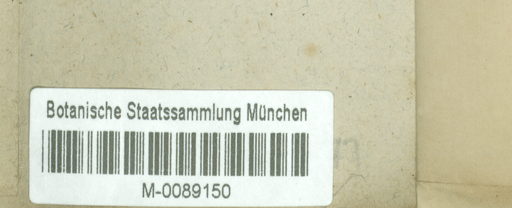 Botanische Staatssammlung München
M-0089150